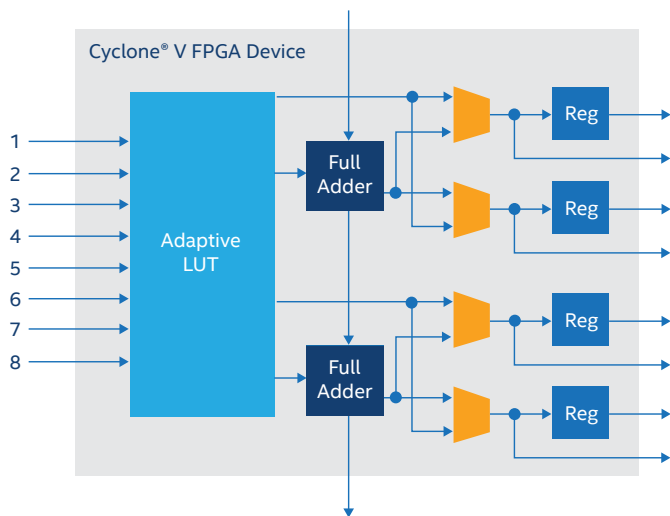 Cyclone® V FPGA Device
1
2
3
4
5
6
7
8
Adaptive
LUT
Full
Adder
Full
Adder
Reg
Reg
Reg
Reg